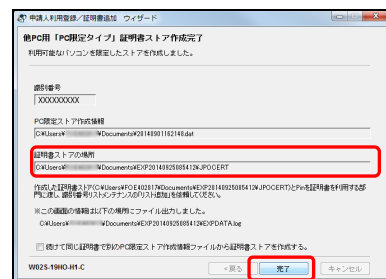 申請人利用登録／証明書追加 ウィザード
他PC用「PC限定タイプ」証明書ストア作成完了
利用可能なパソコンを限定したストアを作成しました。
識別番号
XXXXXXXXX
PC限定ストア作成情報
C:¥Users¥ ¥Documents¥20140901162148.dat
証明書ストアの場所
C:¥Users¥ ¥Documents¥EXP20140925085412¥JPOCERT
作成した証明書ストア(C:¥Users¥FOE402817¥Documents¥EXP20140925085412¥JPOCERT)とPinを証明書を利用する部
門に渡し、識別番号リストメンテナンスのリスト追加を依頼してください。
※この画面の情報は以下の場所にファイル出力しました。
C:¥Users¥ ¥Documents¥EXP20140925085412¥EXPDATA.log
続けて同じ証明書で別のPC限定ストア作成情報ファイルから証明書ストアを作成する。
W02S-19HO-H1-C
<戻る
完了
キャンセル